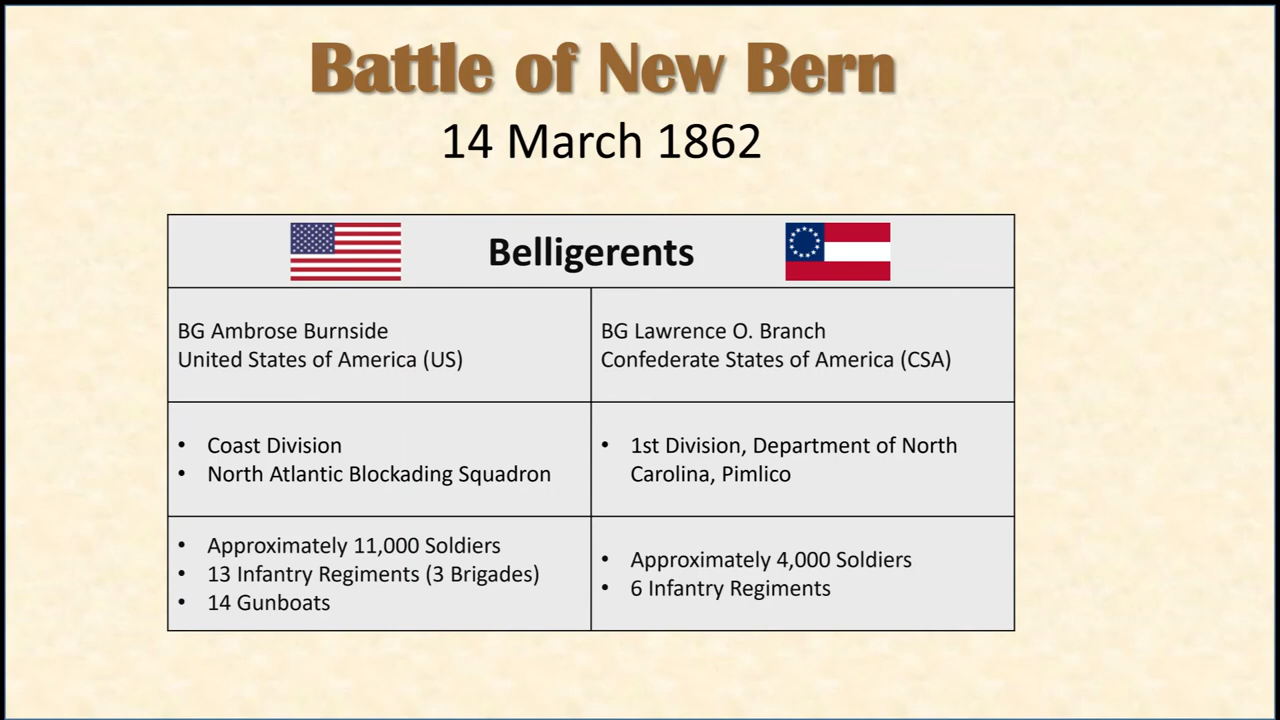 Battle of New Bern
14 March 1862
Belligerents
BG Ambrose Burnside
United States of America (US)
BG Lawrence O. Branch
Confederate States of America (CSA)
• Coast Division
• North Atlantic Blockading Squadron
• 1st Division, Department of North
Carolina, Pimlico
• Approximately 11,000 Soldiers
• 13 Infantry Regiments (3 Brigades)
• 14 Gunboats
• Approximately 4,000 Soldiers
• 6 Infantry Regiments